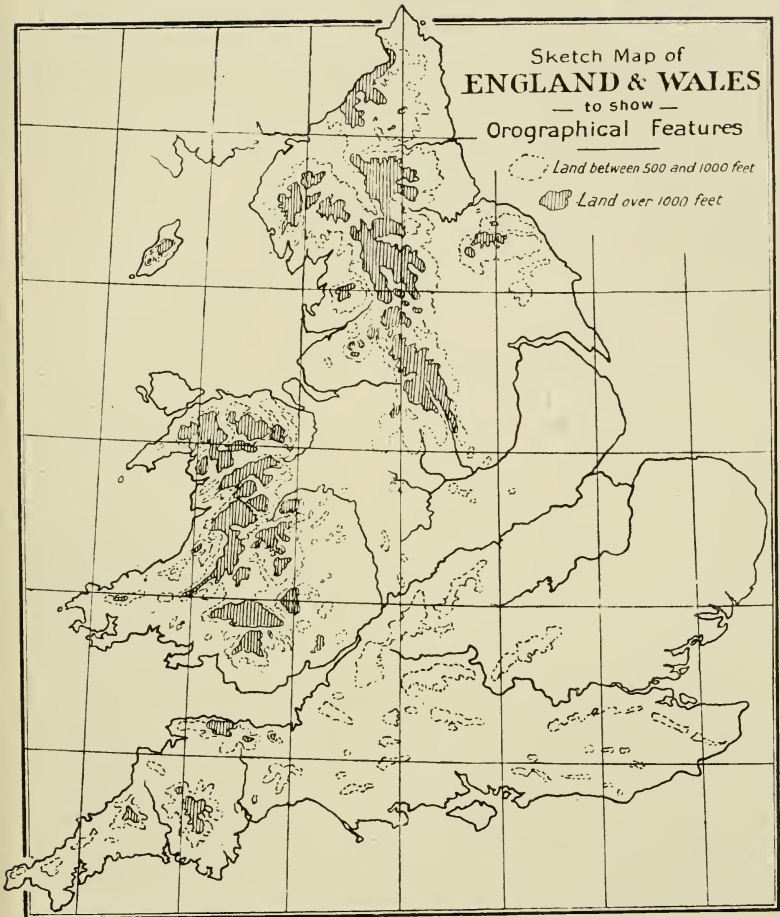 Sketch Map of
ENGLAND & WALES
— to show —
Orographical Features
Land between 500 and 1000 feet
Land over 1000 feet